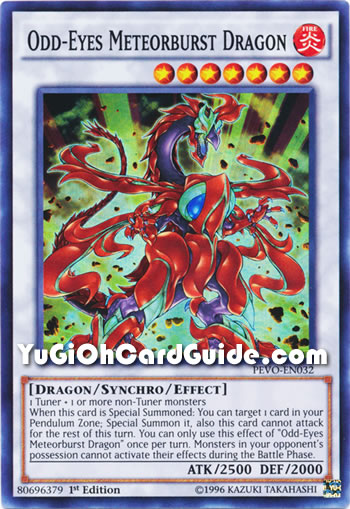 ODD-EYES METEORBURST DRAGON
FIRE
炎
YuGiOhCardGuide.com
PEVO-EN032
[DRAGON/SYNCHRO/EFFECT]
1 Tuner + 1 or more non-Tuner monsters
When this card is Special Summoned: You can target 1 card in your
Pendulum Zone; Special Summon it, also this card cannot attack
for the rest of this turn. You can only use this effect of "Odd-Eyes
Meteorburst Dragon" once per turn. Monsters in your opponent's
possession cannot activate their effects during the Battle Phase.
ATK/2500 DEF/2000
80696379 1st Edition ©1996 KAZUKI TAKAHASHI